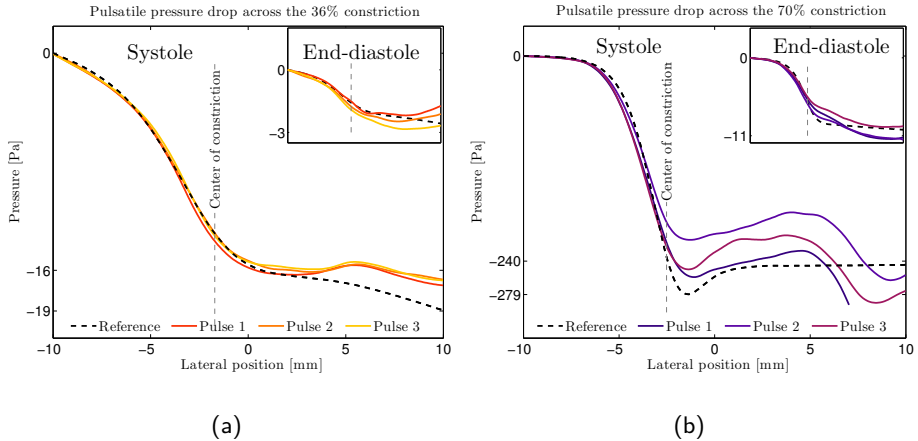 Pulsatile pressure drop across the 36% constriction
Systole
End-diastole
0
-3
Center of constriction
Pressure [Pa]
0
−16
−19
Reference Pulse 1 Pulse 2 Pulse 3
−10 −5 0 5 10
Lateral position [mm]
(a)
Pulsatile pressure drop across the 70% constriction
Systole
End-diastole
0
-11
Center of constriction
Pressure [Pa]
0
−240
−279
Reference Pulse 1 Pulse 2 Pulse 3
−10 −5 0 5 10
Lateral position [mm]
(b)